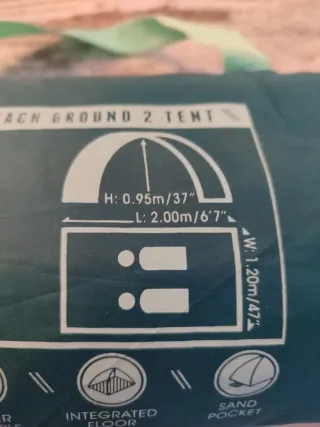 EACH GROUND 2 TENT
H: 0.95m/37"
L: 2.00m/6'7"
W: 1.20m/47"
INTEGRATED
FLOOR
SAND
POCKET